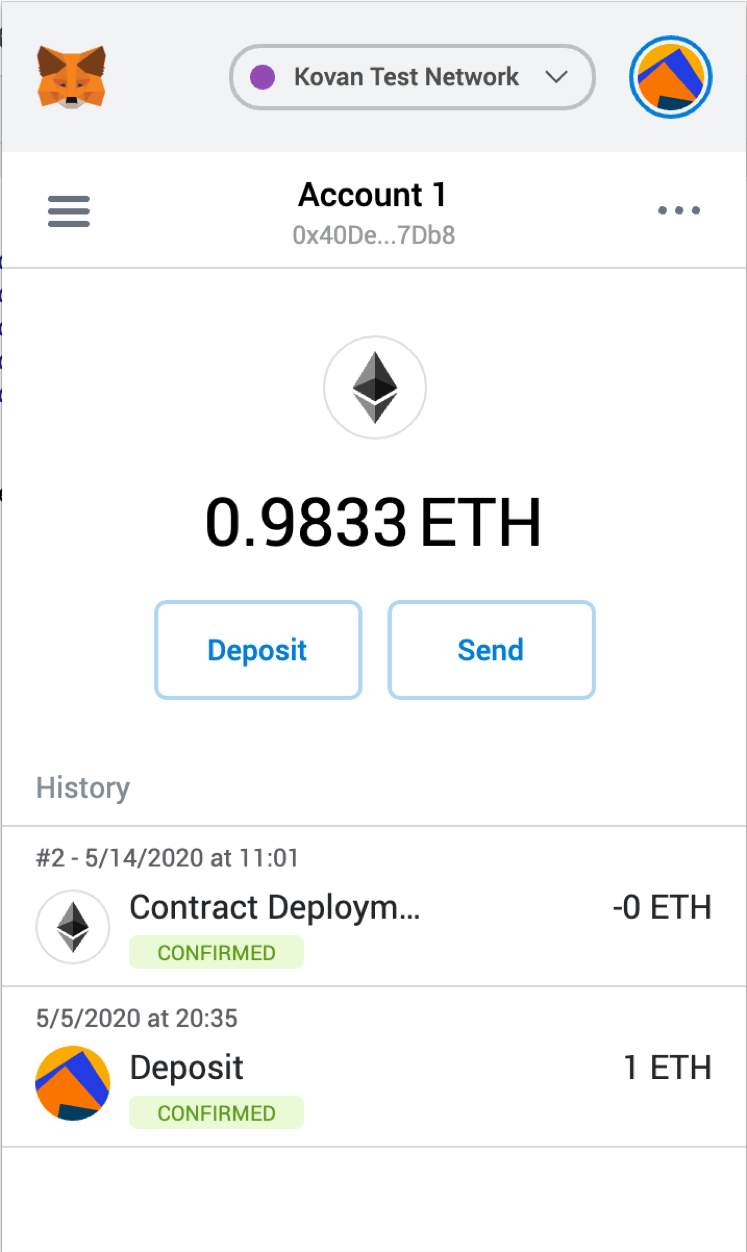 Kovan Test Network
Account 1
0x40De...7Db8
0.9833 ETH
Deposit
Send
History
#2 - 5/14/2020 at 11:01
Contract Deploym...
-0 ETH
CONFIRMED
5/5/2020 at 20:35
Deposit
1 ETH
CONFIRMED